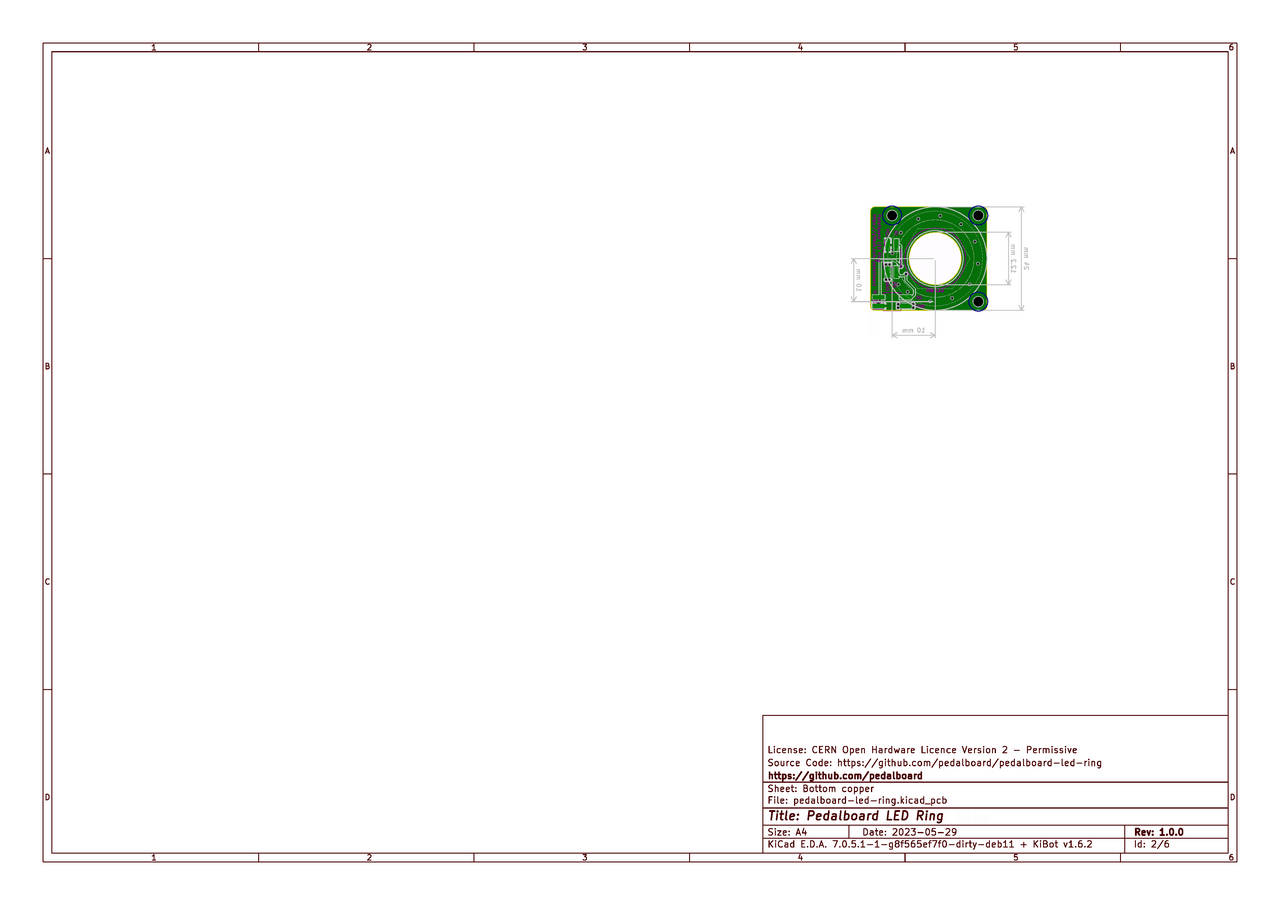 1 2 3 4 5 6
A A
10 mm
12.2 mm
24 mm
10 mm
B B
C C
License: CERN Open Hardware Licence Version 2 - Permissive
Source Code: https://github.com/pedalboard/pedalboard-led-ring
https://github.com/pedalboard
Sheet: Bottom copper
File: pedalboard-led-ring.kicad_pcb
D D
Title: Pedalboard LED Ring
Size: A4 Date: 2023-05-29 Rev: 1.0.0
KiCad E.D.A. 7.0.5.1-1-g8f565ef7f0-dirty-deb11 + KiBot v1.6.2 Id: 2/6
1 2 3 4 5 6